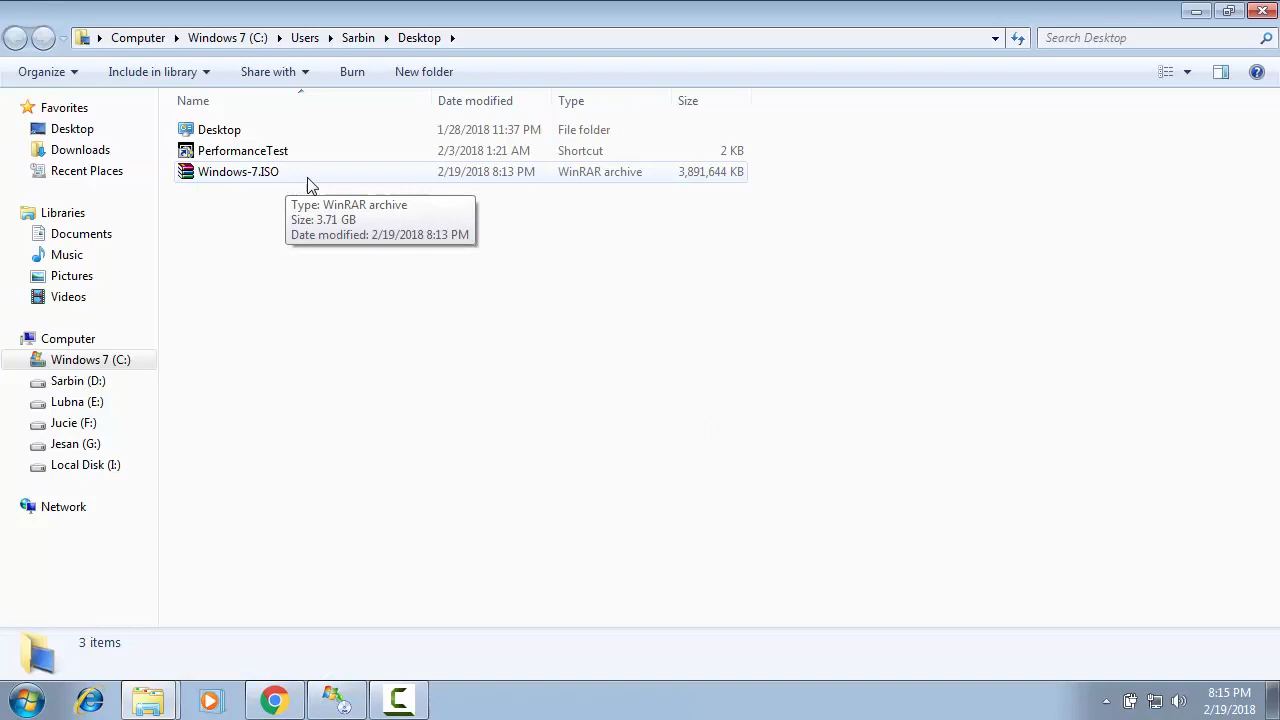 Computer Windows 7 (C:) Users Sarbin Desktop
Search Desktop
Organize Include in library Share with Burn New folder
Favorites
Desktop
Downloads
Recent Places
Libraries
Documents
Music
Pictures
Videos
Computer
Windows 7 (C:)
Sarbin (D:)
Lubna (E:)
Jucie (F:)
Jesan (G:)
Local Disk (I:)
Network
Name Date modified Type Size
Desktop 1/28/2018 11:37 PM File folder
PerformanceTest 2/3/2018 1:21 AM Shortcut 2 KB
Windows-7.ISO 2/19/2018 8:13 PM WinRAR archive 3,891,644 KB
Type: WinRAR archive
Size: 3.71 GB
Date modified: 2/19/2018 8:13 PM
3 items
8:15 PM
2/19/2018